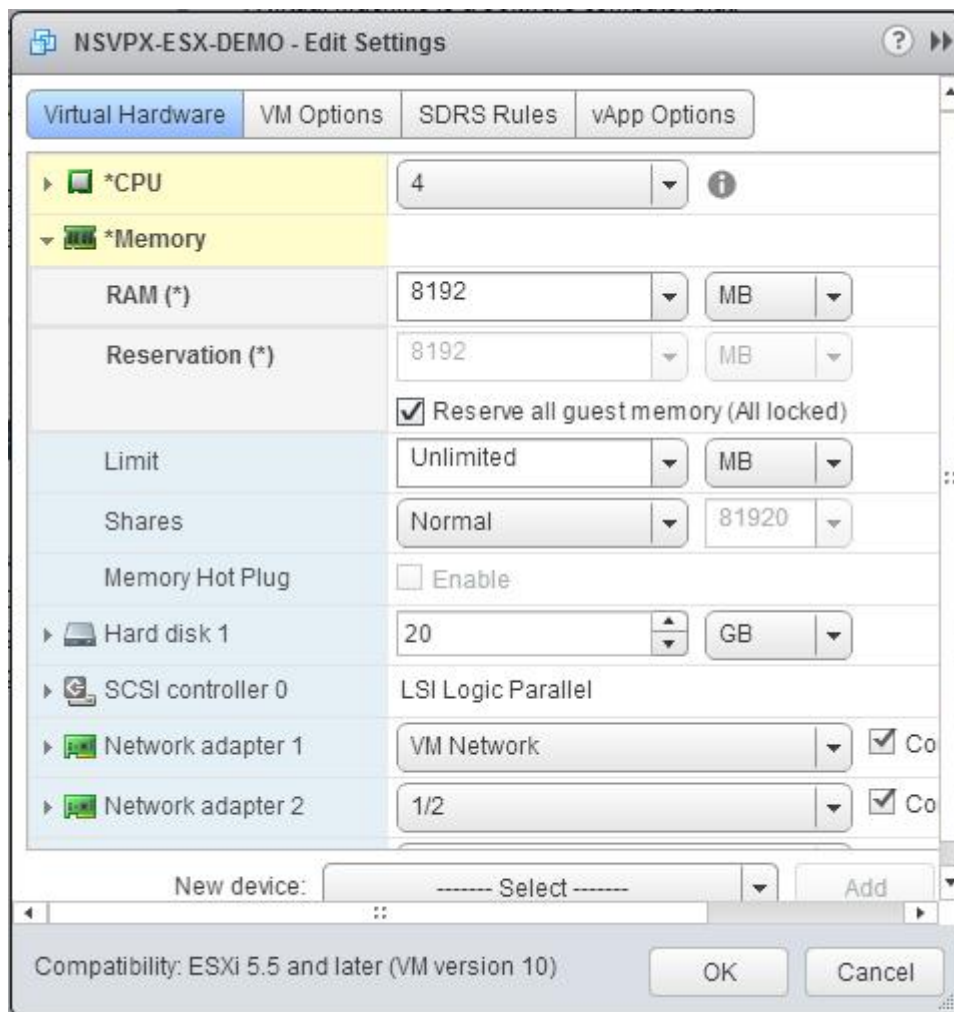 NSVPX-ESX-DEMO - Edit Settings ?
Virtual Hardware VM Options SDRS Rules vApp Options
*CPU 4
*Memory
RAM (*) 8192 MB
Reservation (*) 8192 MB
Reserve all guest memory (All locked)
Limit Unlimited MB
Shares Normal 81920
Memory Hot Plug Enable
Hard disk 1 20 GB
SCSI controller 0 LSI Logic Parallel
Network adapter 1 VM Network Co
Network adapter 2 1/2 Co
New device: ------- Select ------- Add
Compatibility: ESXi 5.5 and later (VM version 10) OK Cancel